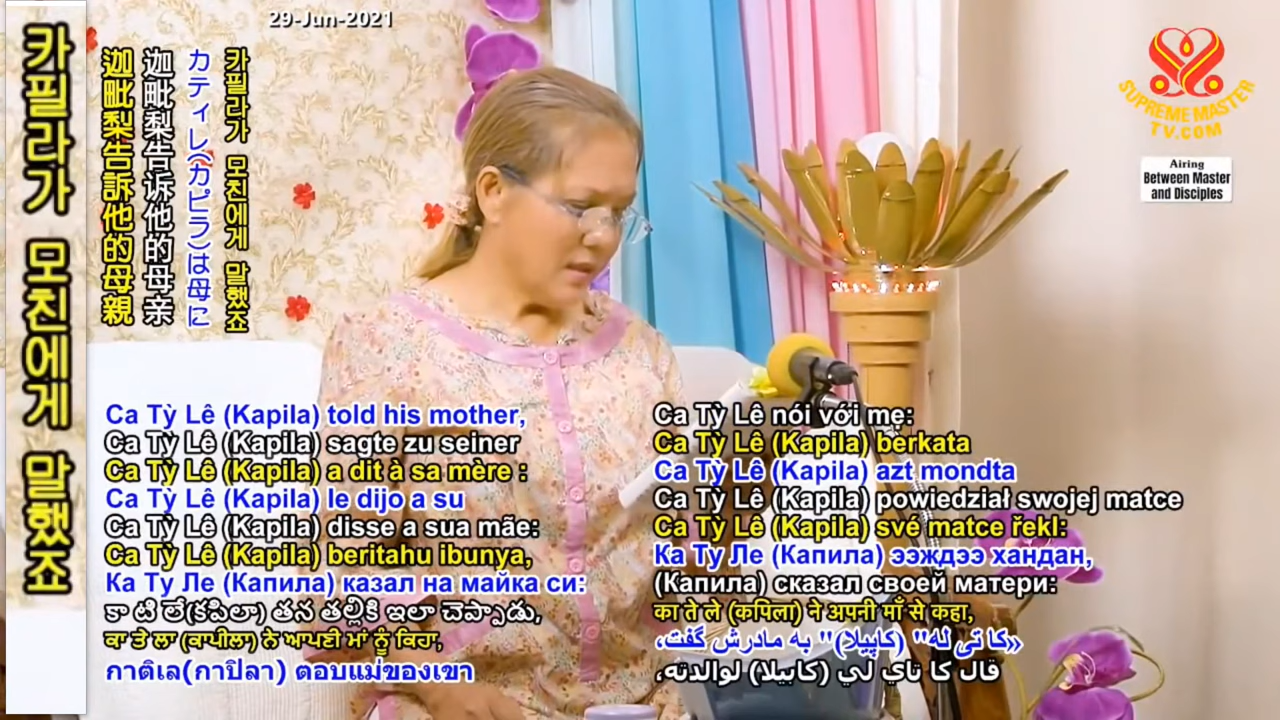 29-Jun-2021
카필라가 모친에게 말했죠
迦毗梨告訴他的母親
迦毗梨告诉他的母亲
カティレ(カピラ)は母に
카필라가 모친에게 말했죠
SUPREME MASTER
TV.COM
Airing
Between Master
and Disciples
Ca Tỳ Lê (Kapila) told his mother,
Ca Tỳ Lê (Kapila) sagte zu seiner
Ca Tỳ Lê (Kapila) a dit à sa mère :
Ca Tỳ Lê (Kapila) le dijo a su
Ca Tỳ Lê (Kapila) disse a sua mãe:
Ca Tỳ Lê (Kapila) beritahu ibunya,
Ка Ту Ле (Капила) казал на майка си:
కా టి లే(కపిలా) తన తల్లికి ఇలా చెప్పాడు,
ਕਾ ਤੇ ਲਾ (ਕਾਪੀਲਾ) ਨੇ ਆਪਣੀ ਮਾਂ ਨੂੰ ਕਿਹਾ,
กาติเล(กาปิลา) ตอบแม่ของเขา
Ca Tỳ Lê nói với mẹ:
Ca Tỳ Lê (Kapila) berkata
Ca Tỳ Lê (Kapila) azt mondta
Ca Tỳ Lê (Kapila) powiedział swojej matce
Ca Tỳ Lê (Kapila) své matce řekl:
Ка Ту Ле (Капила) ээждээ хандан,
(Капила) сказал своей матери:
का ते ले (कपिला) ने अपनी माँ से कहा,
«کا تی له" (کاپیلا)" به مادرش گفت،
قال كا تاي لي (كابيلا) لوالدته،